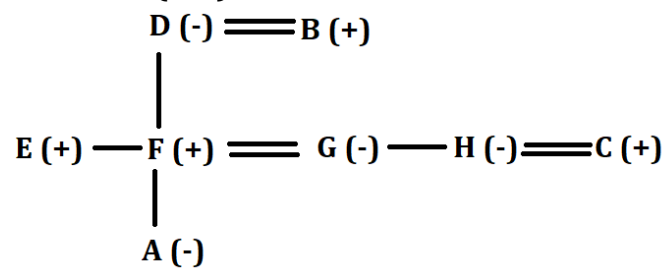 D (-) B (+)
E (+) F (+) G (-) H (-) C (+)
A (-)